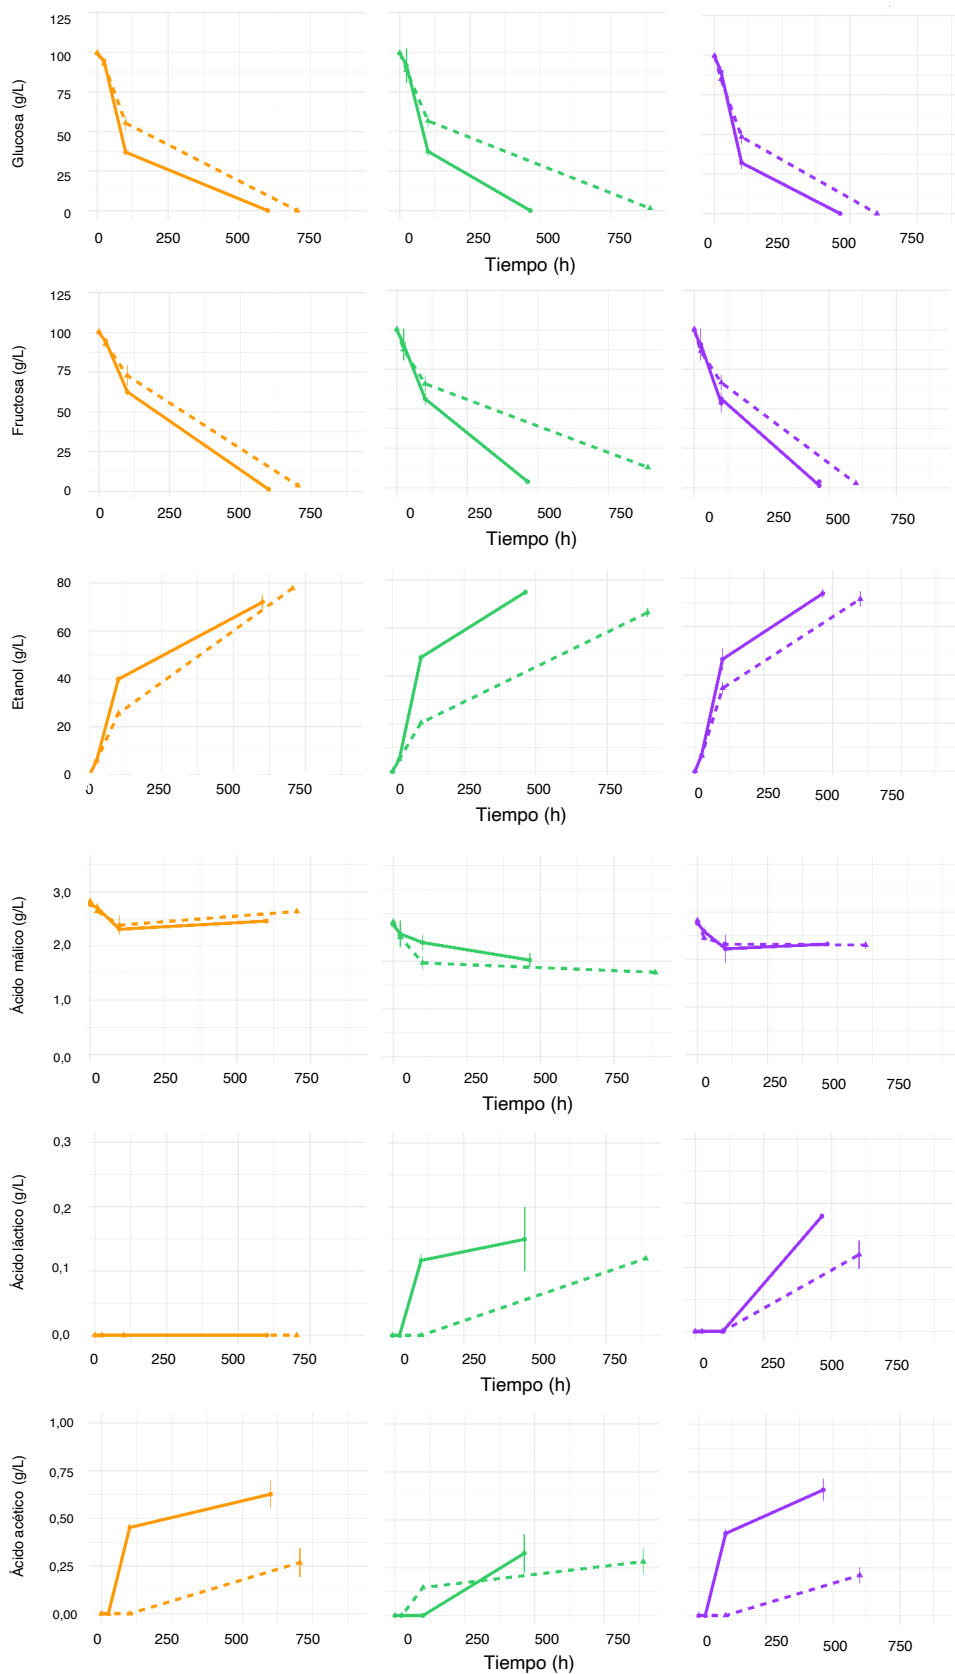 125
100
75
50
25
0
Glucosa (g/L)
0 250 500 750
0 250 500 750
0 250 500 750
Tiempo (h)
125
100
75
50
25
0
Fructosa (g/L)
0 250 500 750
0 250 500 750
0 250 500 750
Tiempo (h)
80
60
40
20
0
Etanol (g/L)
0 250 500 750
0 250 500 750
0 250 500 750
Tiempo (h)
3,0
2,0
1,0
0,0
Ácido málico (g/L)
0 250 500 750
0 250 500 750
0 250 500 750
Tiempo (h)
0,3
0,2
0,1
0,0
Ácido láctico (g/L)
0 250 500 750
0 250 500 750
0 250 500 750
Tiempo (h)
1,00
0,75
0,50
0,25
0,00
Ácido acético (g/L)
0 250 500 750
0 250 500 750
0 250 500 750
Tiempo (h)